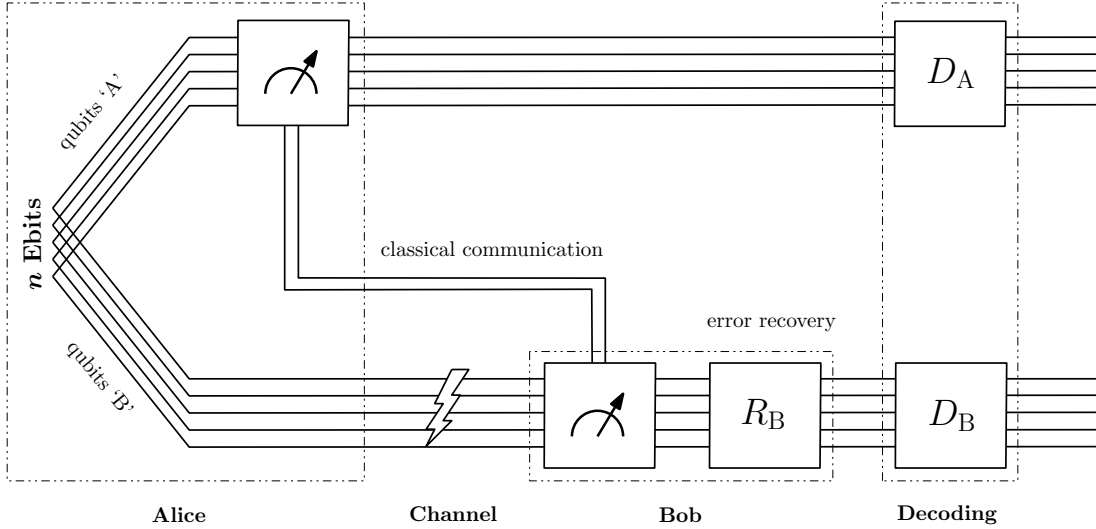 qubits ‘A’
D_A
n Ebits
classical communication
error recovery
qubits ‘B’
R_B
D_B
Alice
Channel
Bob
Decoding